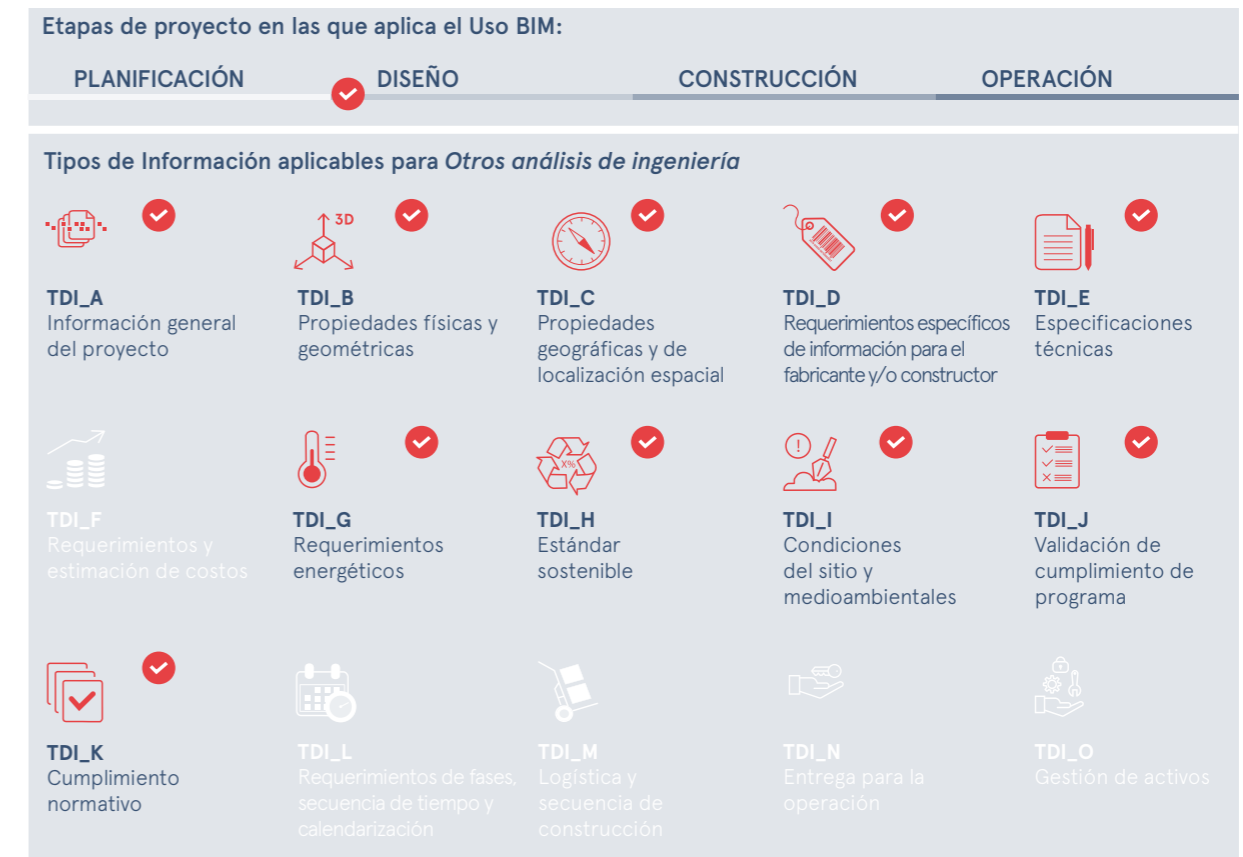 Etapas de proyecto en las que aplica el Uso BIM:
PLANIFICACIÓN
DISEÑO
CONSTRUCCIÓN
OPERACIÓN
Tipos de Información aplicables para Otros análisis de ingeniería
3D
TDI_A
Información general
del proyecto
TDI_B
Propiedades físicas y
geométricas
TDI_C
Propiedades
geográficas y de
localización espacial
TDI_D
Requerimientos específicos
de información para el
fabricante y/o constructor
TDI_E
Especificaciones
técnicas
TDI_F
Requerimientos y
estimación de costos
TDI_G
Requerimientos
energéticos
X%
TDI_H
Estándar
sostenible
TDI_I
Condiciones
del sitio y
medioambientales
TDI_J
Validación de
cumplimiento de
programa
TDI_K
Cumplimiento
normativo
TDI_L
Requerimientos de fases,
secuencia de tiempo y
calendarización
TDI_M
Logística y
secuencia de
construcción
TDI_N
Entrega para la
operación
TDI_O
Gestión de activos